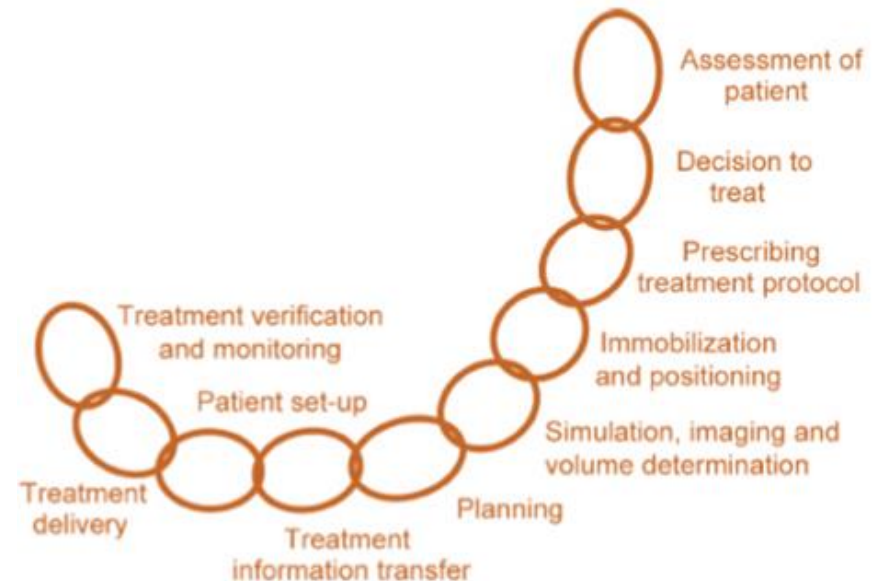 Assessment of
patient
Decision to
treat
Prescribing
treatment protocol
Immobilization
and positioning
Simulation, imaging and
volume determination
Planning
Treatment
information transfer
Patient set-up
Treatment
delivery
Treatment verification
and monitoring